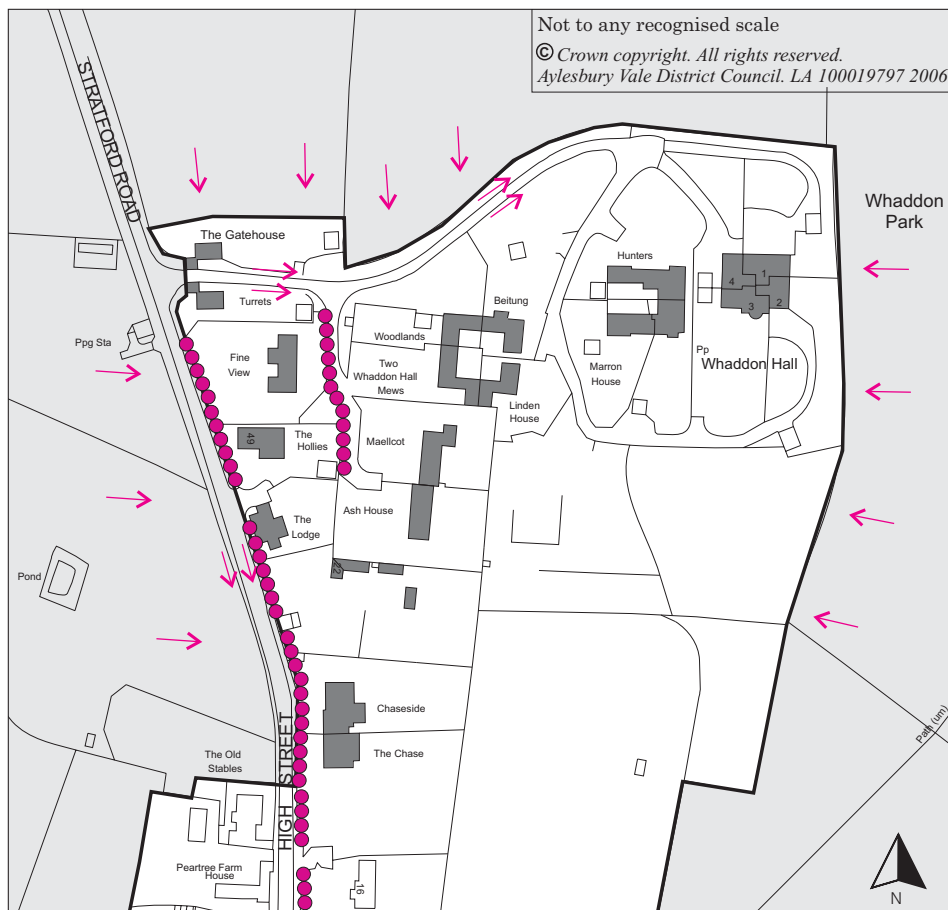 Not to any recognised scale
© Crown copyright. All rights reserved.
Aylesbury Vale District Council. LA 100019797 2006
STRATFORD ROAD
Whaddon
Park
The Gatehouse
Turrets
Hunters
Beitung
1
4
2
3
Ppg Sta
Woodlands
Fine
View
Two
Whaddon Hall
Mews
Pp
Whaddon Hall
Marron
House
Linden
House
49
The
Hollies
Maellcot
Ash House
The
Lodge
22
Pond
Chaseside
The Chase
Path (um)
The Old
Stables
HIGH STREET
Peartree Farm
House
16
N